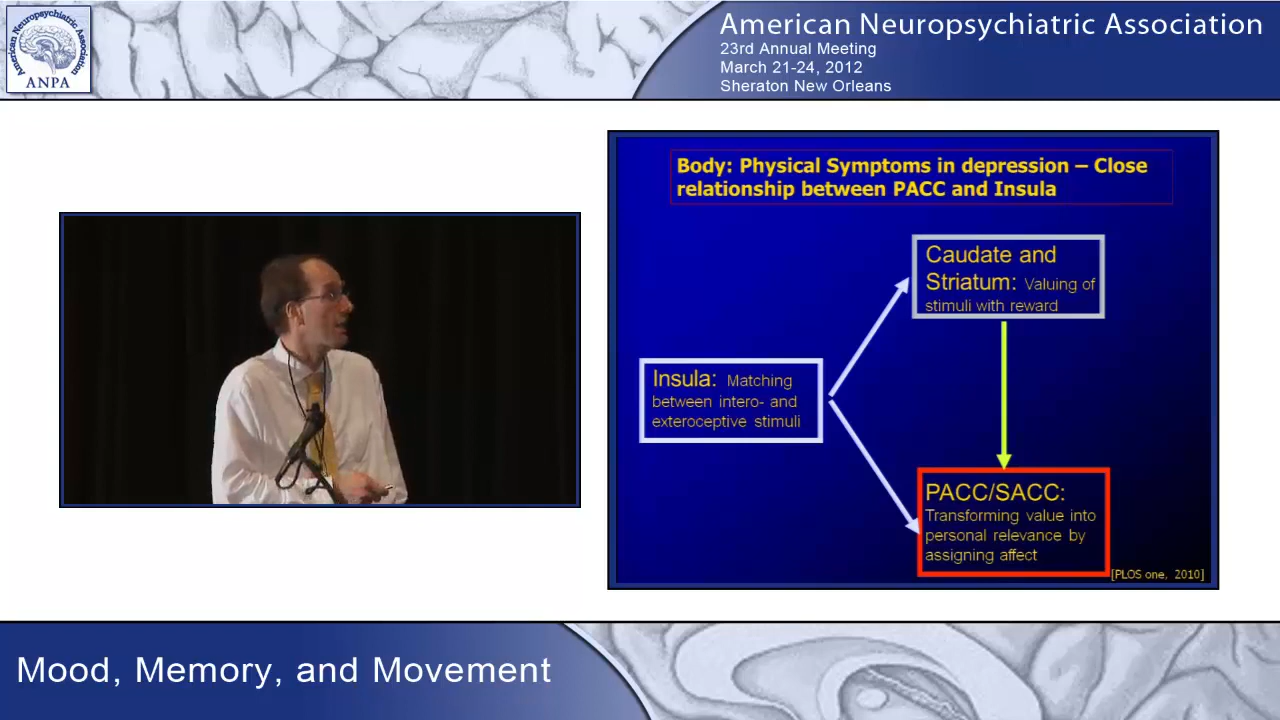 American Neuropsychiatric Association
ANPA
American Neuropsychiatric Association
23rd Annual Meeting
March 21-24, 2012
Sheraton New Orleans
Body: Physical Symptoms in depression – Close
relationship between PACC and Insula
Caudate and
Striatum: Valuing of
stimuli with reward
Insula: Matching
between intero- and
exteroceptive stimuli
PACC/SACC:
Transforming value into
personal relevance by
assigning affect
[PLOS one, 2010]
Mood, Memory, and Movement